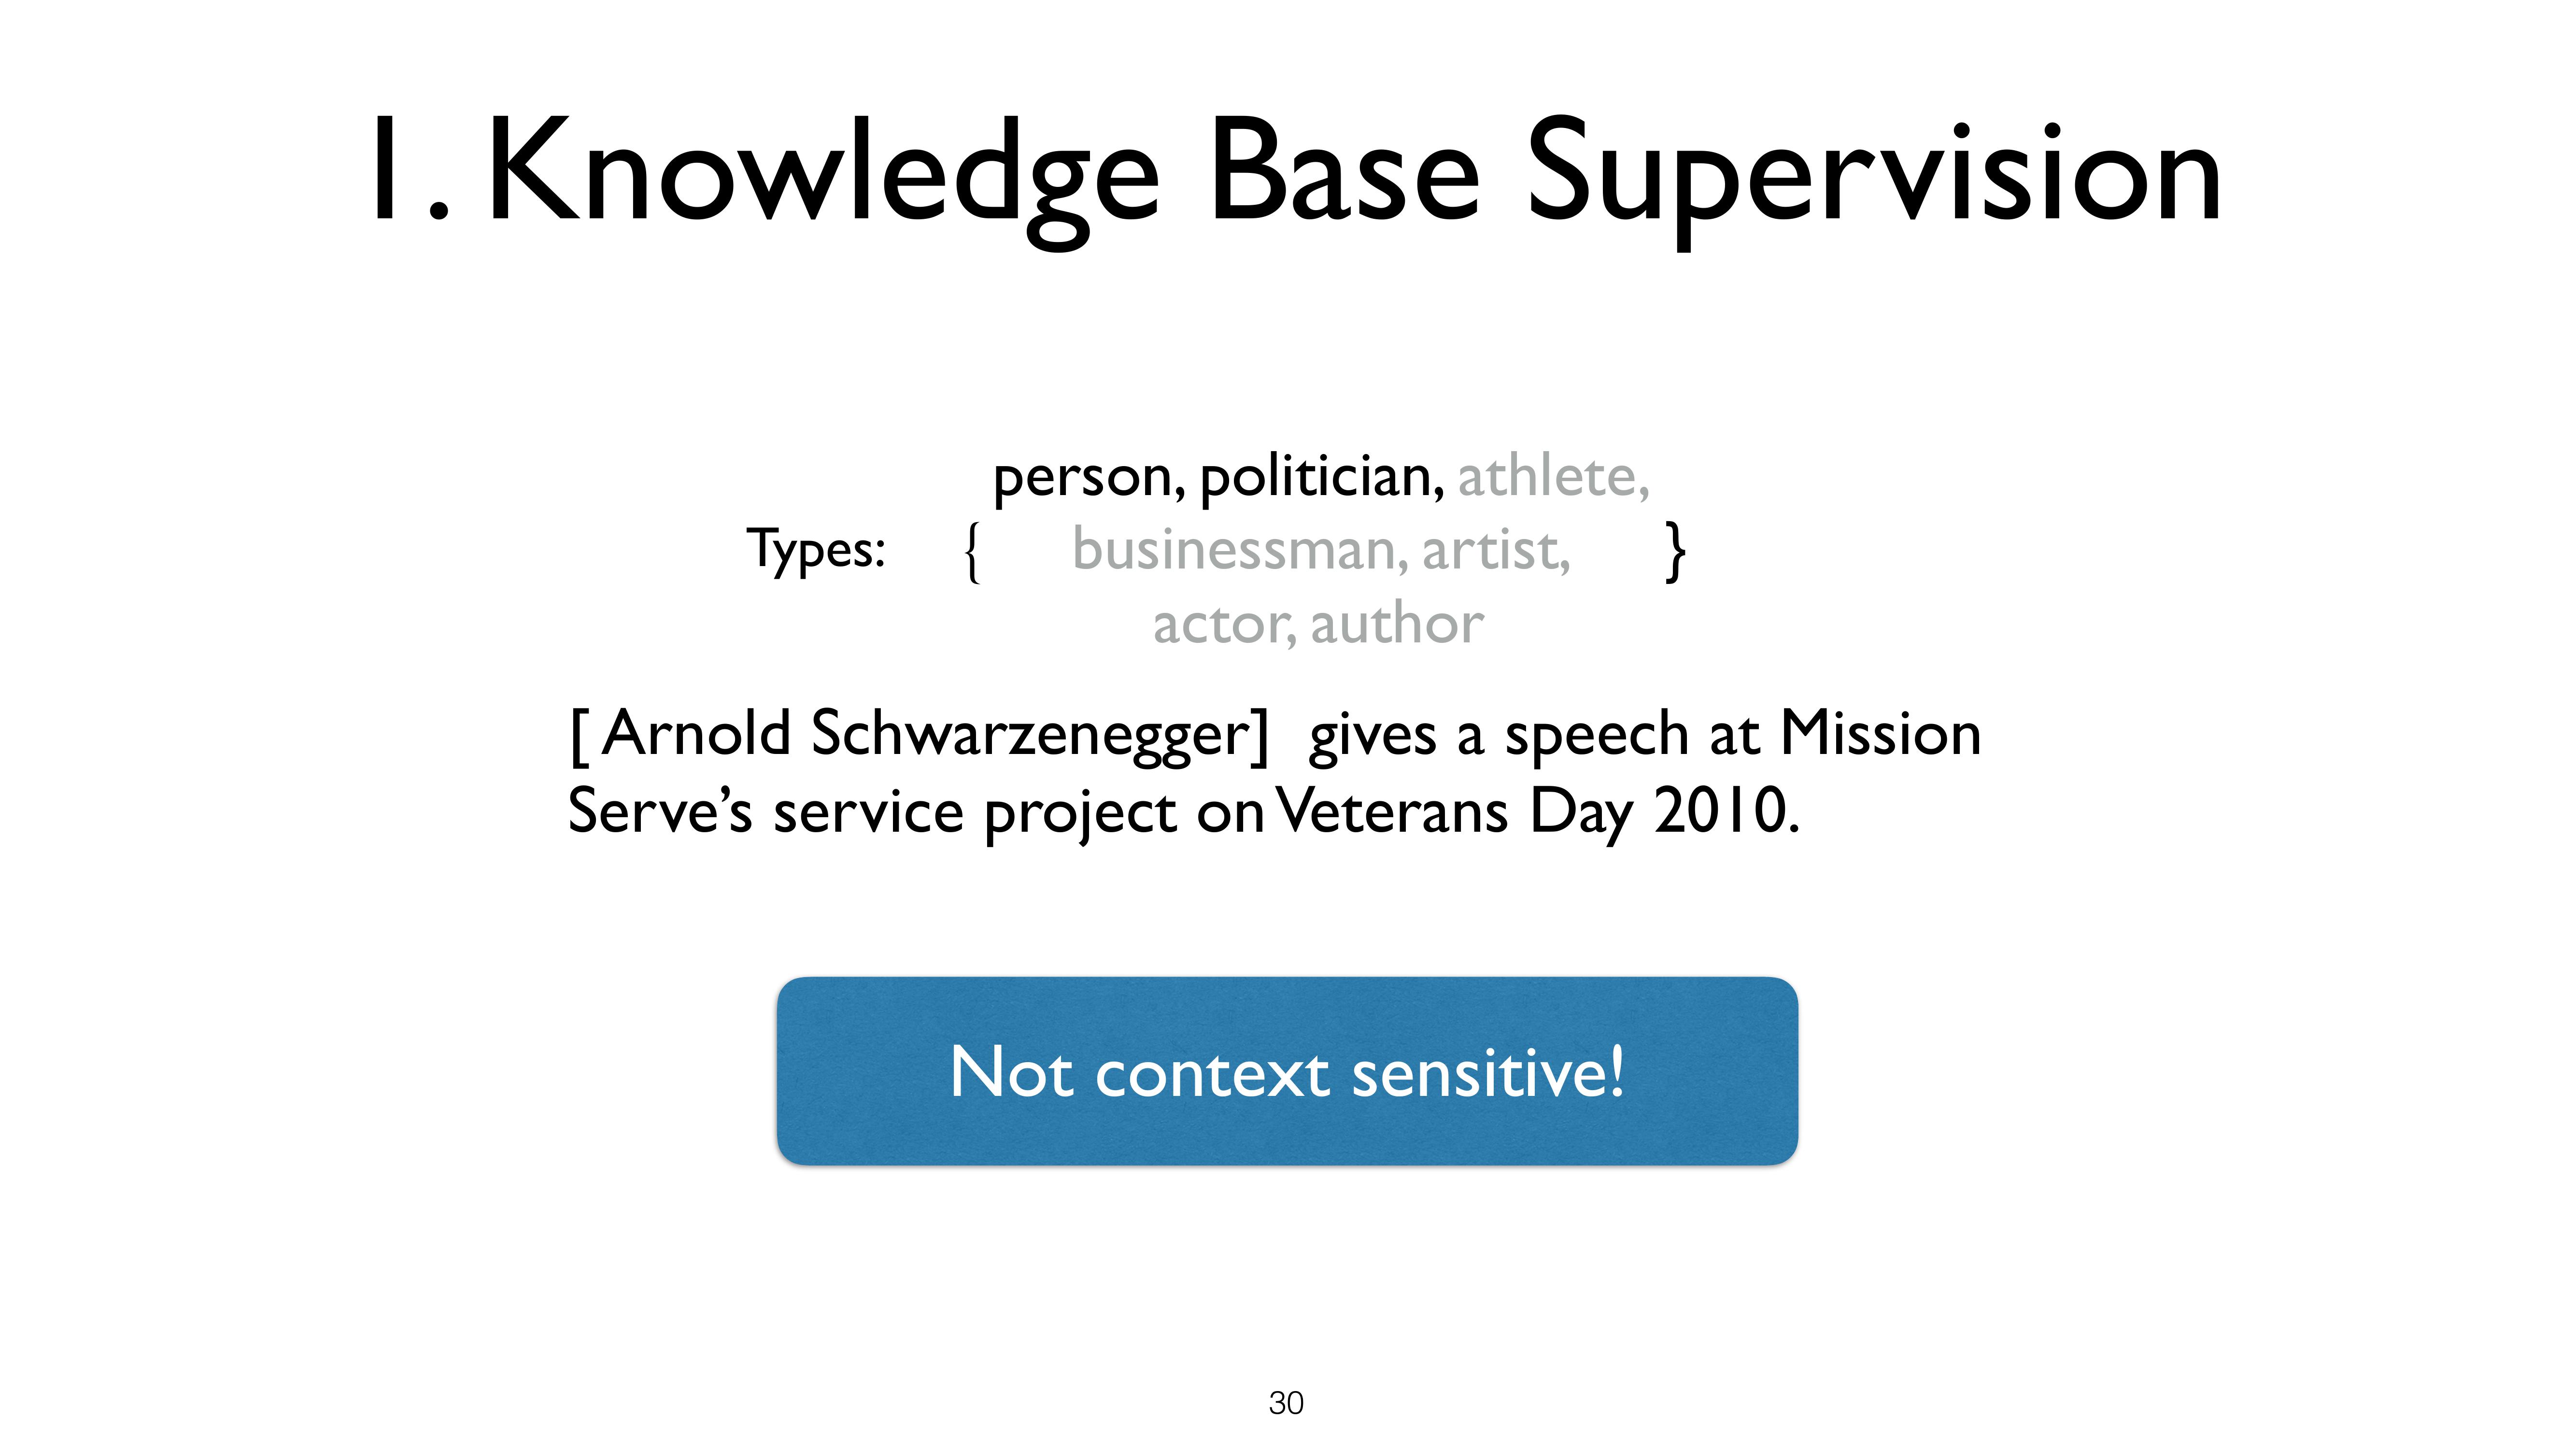 1. Knowledge Base Supervision
person, politician, athlete,
Types: { businessman, artist, }
actor, author
[ Arnold Schwarzenegger] gives a speech at Mission
Serve’s service project on Veterans Day 2010.
Not context sensitive!
30